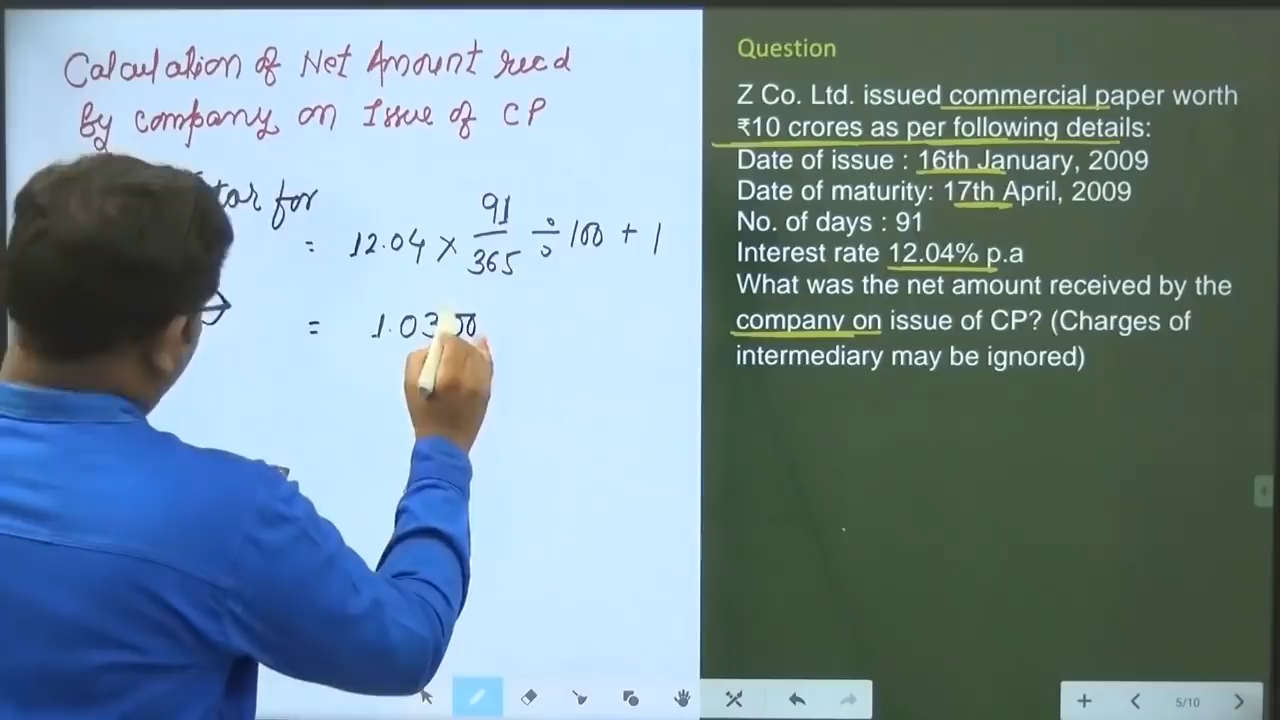 Calculation of Net Amount recd
By company on Issue of CP
for
= 12.04 × 91/365 ÷ 100 + 1
=
Question
Z Co. Ltd. issued commercial paper worth
₹10 crores as per following details:
Date of issue : 16th January, 2009
Date of maturity: 17th April, 2009
No. of days : 91
Interest rate 12.04% p.a
What was the net amount received by the
company on issue of CP? (Charges of
intermediary may be ignored)
5/10